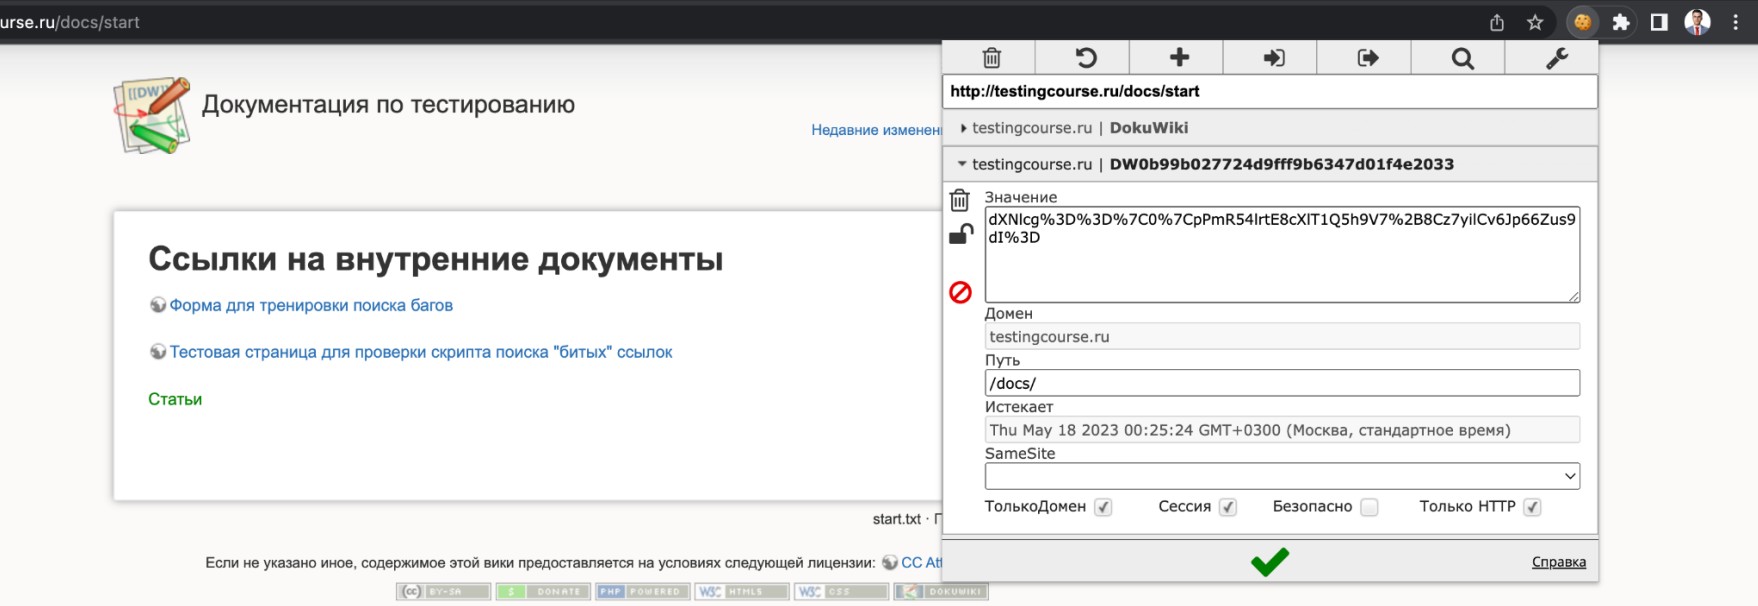 urse.ru/docs/start
[[DW]]
Документация по тестированию
Недавние изменен
http://testingcourse.ru/docs/start
testingcourse.ru | DokuWiki
testingcourse.ru | DW0b99b027724d9fff9b6347d01f4e2033
Значение
dXNlcg%3D%3D%7C0%7CpPmR54lrtE8cXlT1Q5h9V7%2B8Cz7yilCv6Jp66Zus9
dI%3D
Домен
testingcourse.ru
Путь
/docs/
Истекает
Thu May 18 2023 00:25:24 GMT+0300 (Москва, стандартное время)
SameSite
ТолькоДомен Сессия Безопасно Только HTTP
Справка
Ссылки на внутренние документы
Форма для тренировки поиска багов
Тестовая страница для проверки скрипта поиска "битых" ссылок
Статьи
start.txt · П
Если не указано иное, содержимое этой вики предоставляется на условиях следующей лицензии: CC Att
(cc) BY-SA $ DONATE PHP POWERED W3C HTML5 W3C CSS DOKUWIKI